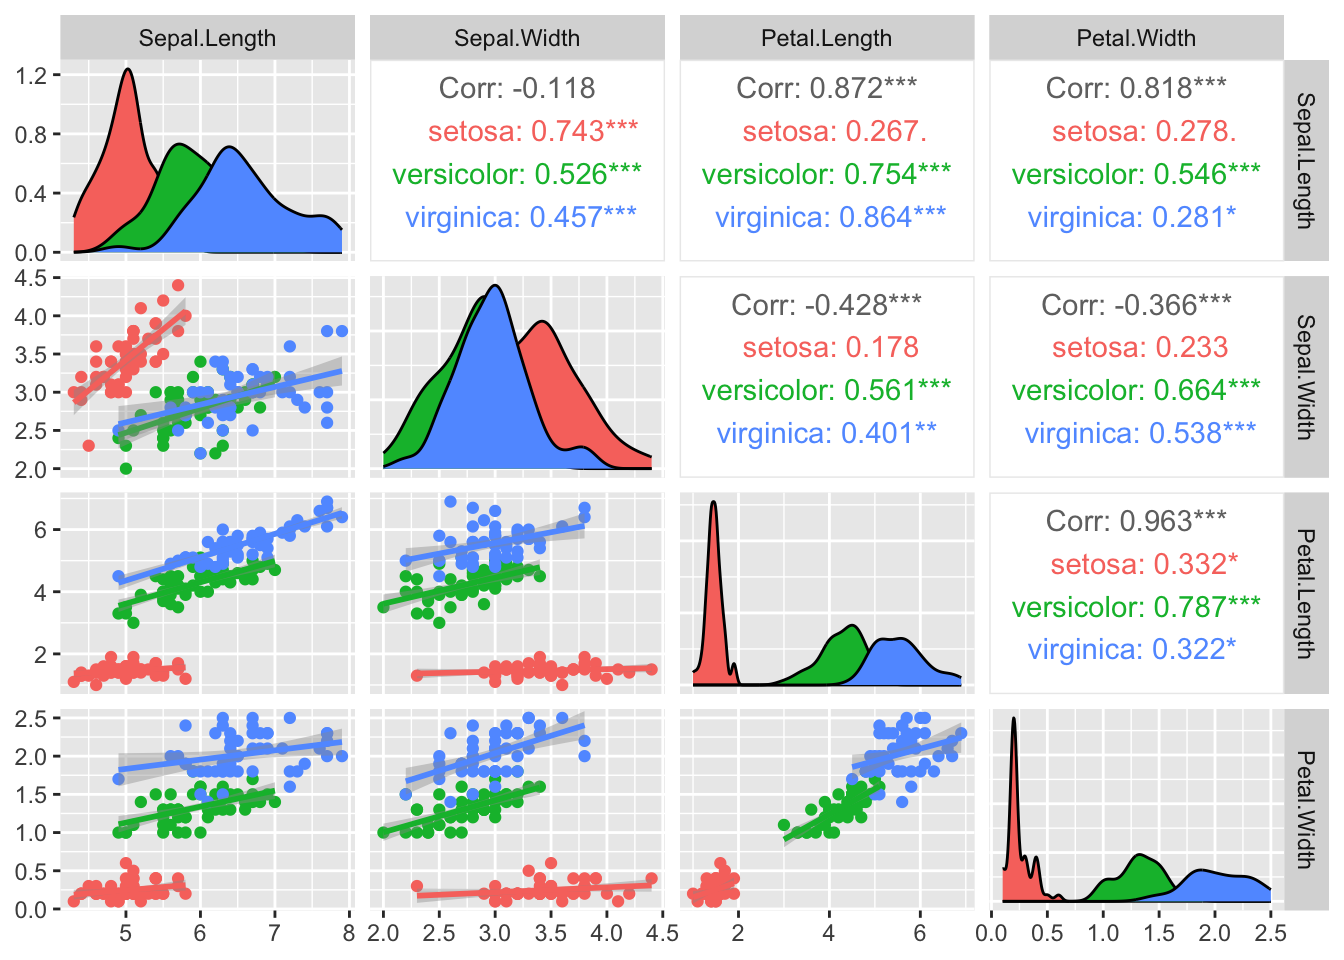 Sepal.Length
Sepal.Width
Petal.Length
Petal.Width
1.2
0.8
0.4
0.0
Corr: -0.118
setosa: 0.743***
versicolor: 0.526***
virginica: 0.457***
Corr: 0.872***
setosa: 0.267.
versicolor: 0.754***
virginica: 0.864***
Corr: 0.818***
setosa: 0.278.
versicolor: 0.546***
virginica: 0.281*
Sepal.Length
4.5
4.0
3.5
3.0
2.5
2.0
Corr: -0.428***
setosa: 0.178
versicolor: 0.561***
virginica: 0.401**
Corr: -0.366***
setosa: 0.233
versicolor: 0.664***
virginica: 0.538***
Sepal.Width
6
4
2
Corr: 0.963***
setosa: 0.332*
versicolor: 0.787***
virginica: 0.322*
Petal.Length
2.5
2.0
1.5
1.0
0.5
0.0
Petal.Width
5 6 7 8
2.0 2.5 3.0 3.5 4.0 4.5
2 4 6
0.0 0.5 1.0 1.5 2.0 2.5